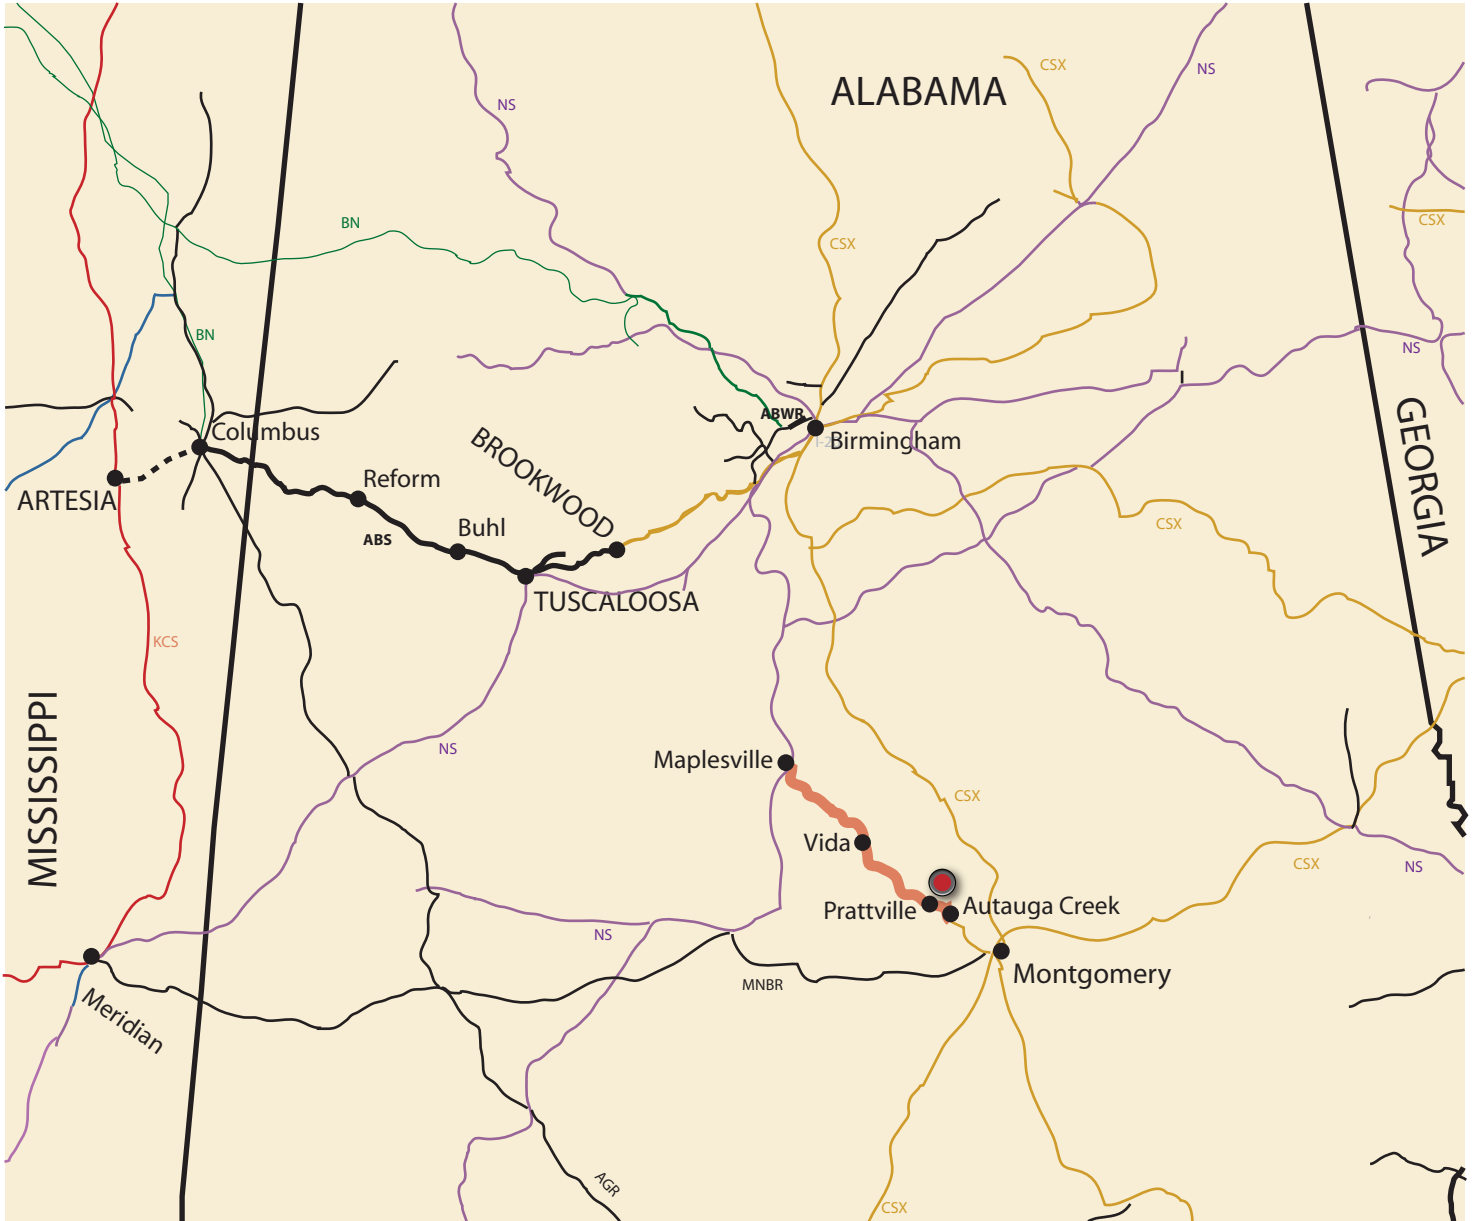 CSX
NS
ALABAMA
NS
BN
CSX
CSX
BN
NS
ABWR
Columbus
I-2
Birmingham
GEORGIA
BROOKWOOD
Reform
ARTESIA
Buhl
CSX
ABS
TUSCALOOSA
KCS
MISSISSIPPI
NS
Maplesville
CSX
Vida
CSX
NS
Prattville
Autauga Creek
NS
Montgomery
MNBR
Meridian
AGR
CSX